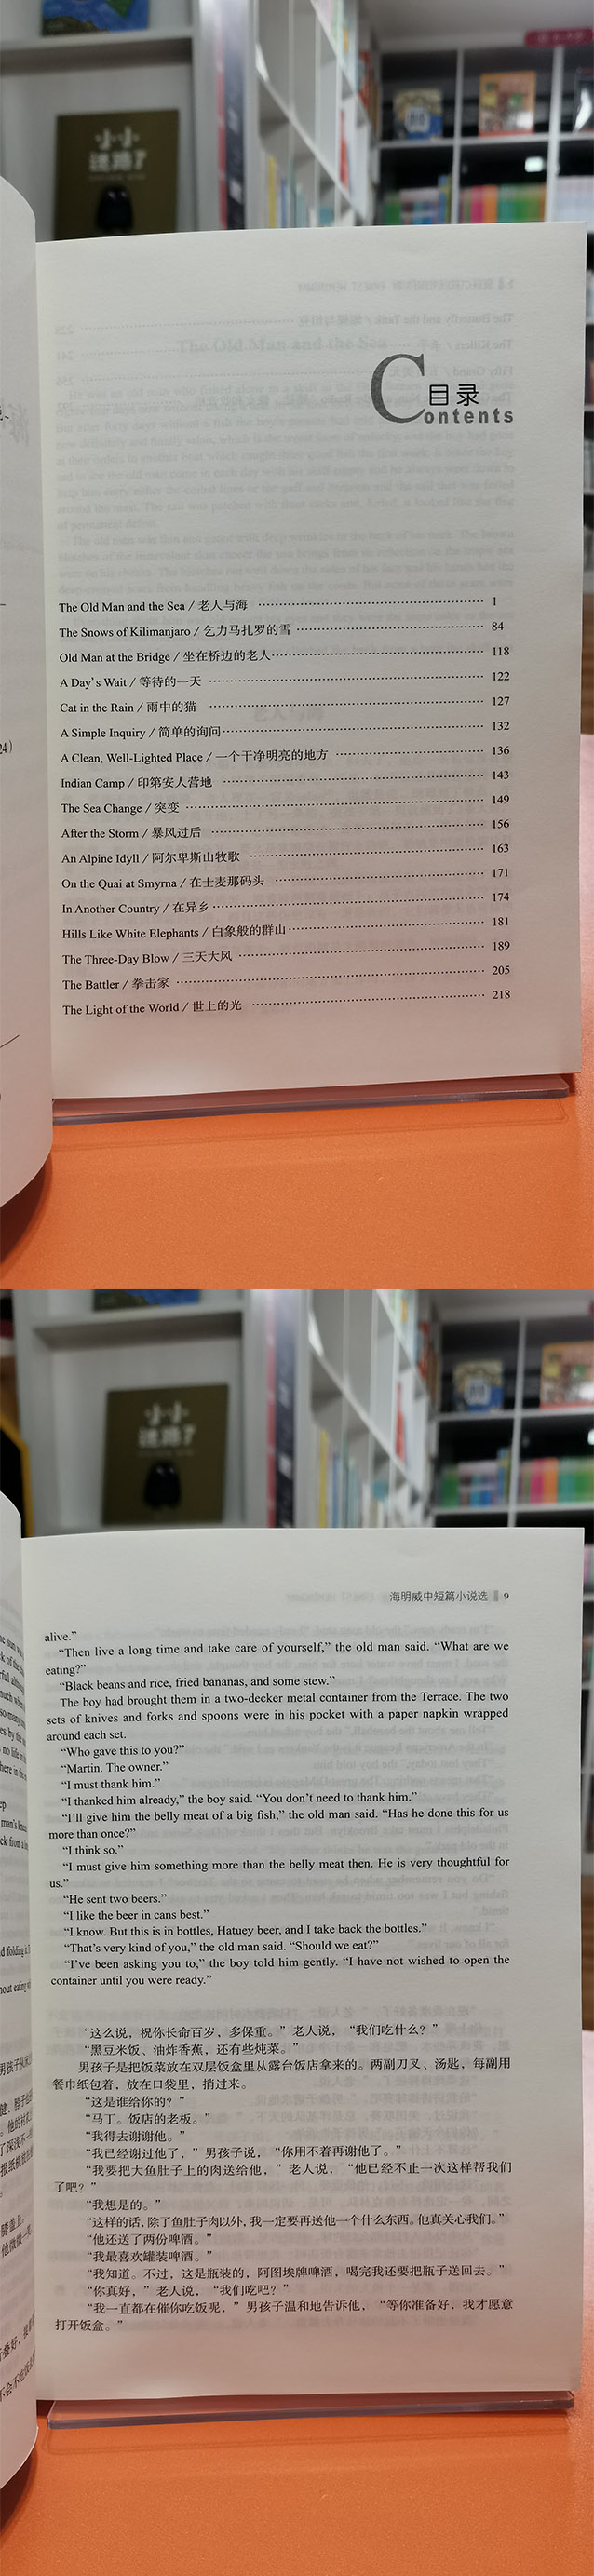 小小
迷路了
目录
Contents
The Old Man and the Sea / 老人与海 1
The Snows of Kilimanjaro / 乞力马扎罗的雪 84
Old Man at the Bridge / 坐在桥边的老人 118
A Day's Wait / 等待的一天 122
Cat in the Rain / 雨中的猫 127
A Simple Inquiry / 简单的询问 132
A Clean, Well-Lighted Place / 一个干净明亮的地方 136
Indian Camp / 印第安人营地 143
The Sea Change / 突变 149
After the Storm / 暴风过后 156
An Alpine Idyll / 阿尔卑斯山牧歌 163
On the Quai at Smyrna / 在士麦那码头 171
In Another Country / 在异乡 174
Hills Like White Elephants / 白象般的群山 181
The Three-Day Blow / 三天大风 189
The Battler / 拳击家 205
The Light of the World / 世上的光 218
小小
迷路了
海明威中短篇小说选 9
alive.”
“Then live a long time and take care of yourself,” the old man said. “What are we
eating?”
“Black beans and rice, fried bananas, and some stew.”
The boy had brought them in a two-decker metal container from the Terrace. The two
sets of knives and forks and spoons were in his pocket with a paper napkin wrapped
around each set.
“Who gave this to you?”
“Martin. The owner.”
“I must thank him.”
“I thanked him already,” the boy said. “You don’t need to thank him.”
“I’ll give him the belly meat of a big fish,” the old man said. “Has he done this for us
more than once?”
“I think so.”
“I must give him something more than the belly meat then. He is very thoughtful for
us.”
“He sent two beers.”
“I like the beer in cans best.”
“I know. But this is in bottles, Hatuey beer, and I take back the bottles.”
“That’s very kind of you,” the old man said. “Should we eat?”
“I’ve been asking you to,” the boy told him gently. “I have not wished to open the
container until you were ready.”
“这么说，祝你长命百岁，多保重。”老人说，“我们吃什么？”
“黑豆米饭、油炸香蕉，还有些炖菜。”
男孩子是把饭菜放在双层饭盒里从露台饭店拿来的。两副刀叉、汤匙，每副用
餐巾纸包着，放在口袋里，捎过来。
“这是谁给你的？”
“马丁。饭店的老板。”
“我得去谢谢他。”
“我已经谢过他了，”男孩子说，“你用不着再谢他了。”
“我要把大鱼肚子上的肉送给他，”老人说，“他已经不止一次这样帮我们
了吧？”
“我想是的。”
“这样的话，除了鱼肚子肉以外，我一定要再送他一个什么东西。他真关心我们。”
“他还送了两份啤酒。”
“我最喜欢罐装啤酒。”
“我知道。不过，这是瓶装的，阿图埃牌啤酒，喝完我还要把瓶子送回去。”
“你真好，”老人说，“我们吃吧？”
“我一直都在催你吃饭呢，”男孩子温和地告诉他，“等你准备好，我才愿意
打开饭盒。”